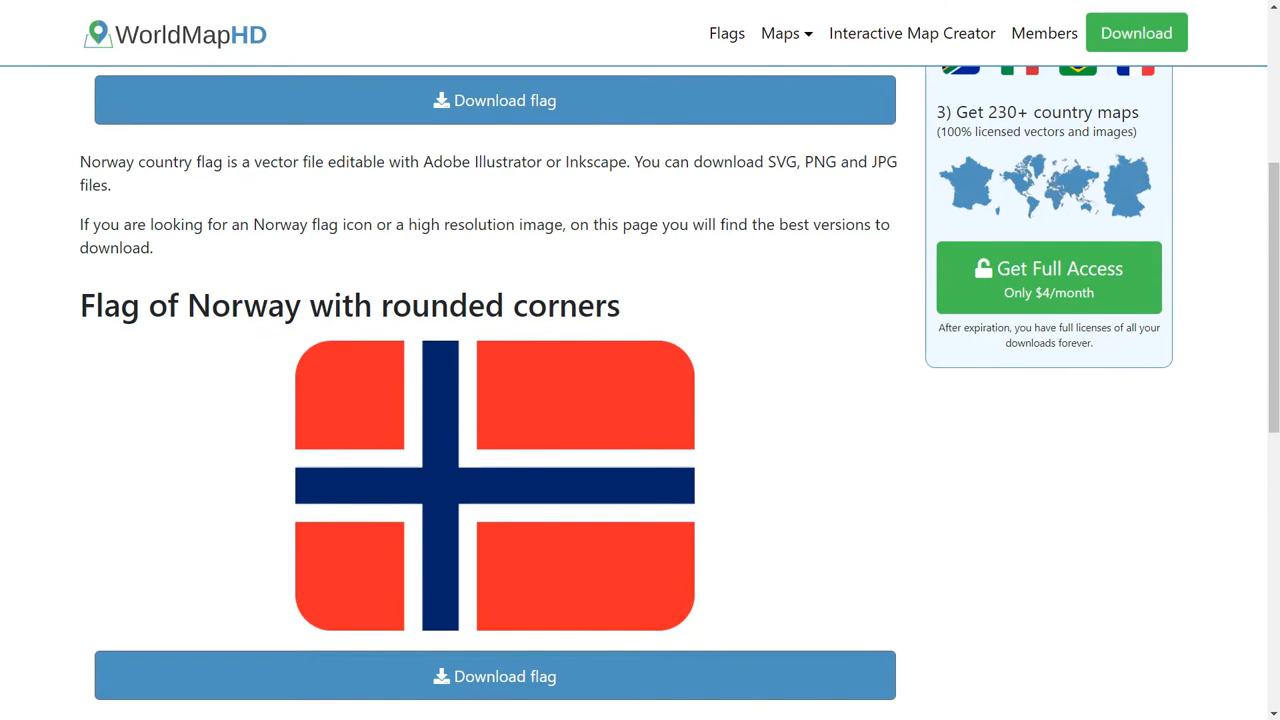 WorldMapHD
Flags Maps Interactive Map Creator Members Download
Download flag
Norway country flag is a vector file editable with Adobe Illustrator or Inkscape. You can download SVG, PNG and JPG
files.
If you are looking for an Norway flag icon or a high resolution image, on this page you will find the best versions to
download.
Flag of Norway with rounded corners
Download flag
3) Get 230+ country maps
(100% licensed vectors and images)
Get Full Access
Only $4/month
After expiration, you have full licenses of all your
downloads forever.